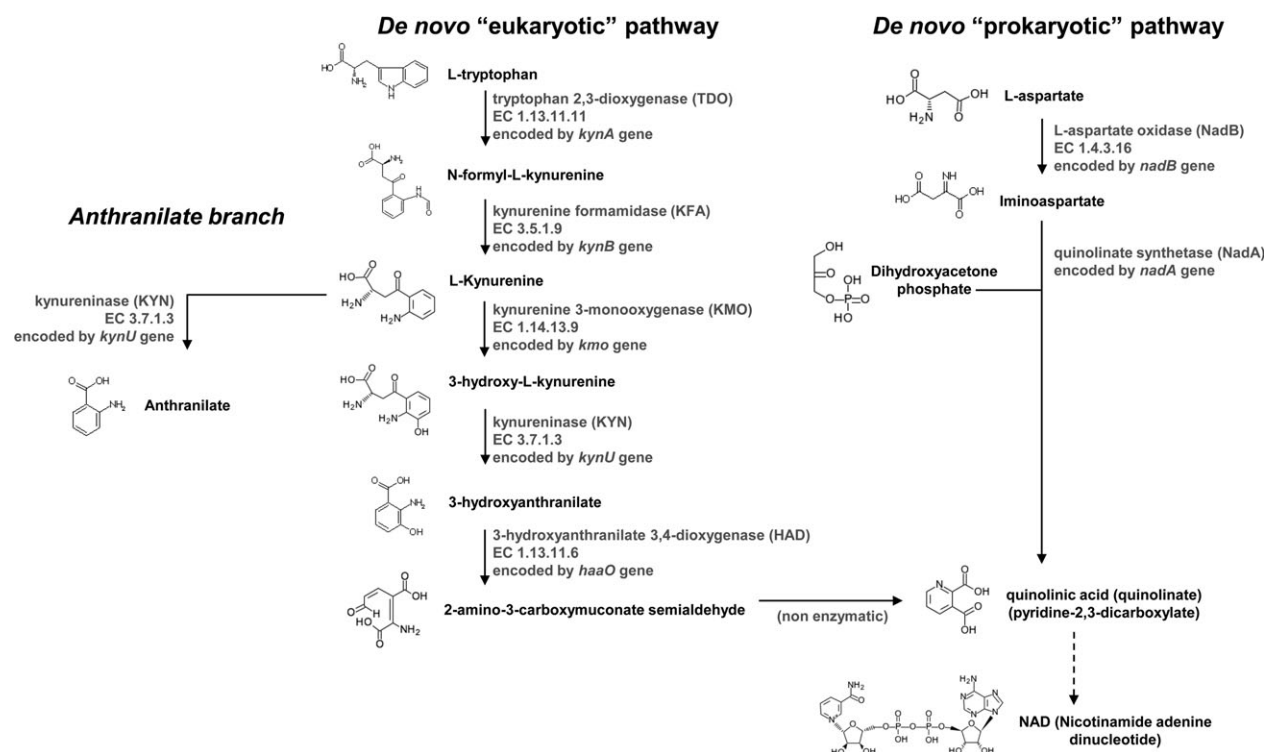 De novo “eukaryotic” pathway
L-tryptophan
tryptophan 2,3-dioxygenase (TDO)
EC 1.13.11.11
encoded by kynA gene
N-formyl-L-kynurenine
kynurenine formamidase (KFA)
EC 3.5.1.9
encoded by kynB gene
L-Kynurenine
kynurenine 3-monooxygenase (KMO)
EC 1.14.13.9
encoded by kmo gene
3-hydroxy-L-kynurenine
kynureninase (KYN)
EC 3.7.1.3
encoded by kynU gene
3-hydroxyanthranilate
3-hydroxyanthranilate 3,4-dioxygenase (HAD)
EC 1.13.11.6
encoded by haaO gene
2-amino-3-carboxymuconate semialdehyde
(non enzymatic)
Anthranilate branch
kynureninase (KYN)
EC 3.7.1.3
encoded by kynU gene
Anthranilate
De novo “prokaryotic” pathway
L-aspartate
L-aspartate oxidase (NadB)
EC 1.4.3.16
encoded by nadB gene
Iminoaspartate
quinolinate synthetase (NadA)
encoded by nadA gene
Dihydroxyacetone
phosphate
quinolinic acid (quinolinate)
(pyridine-2,3-dicarboxylate)
NAD (Nicotinamide adenine
dinucleotide)